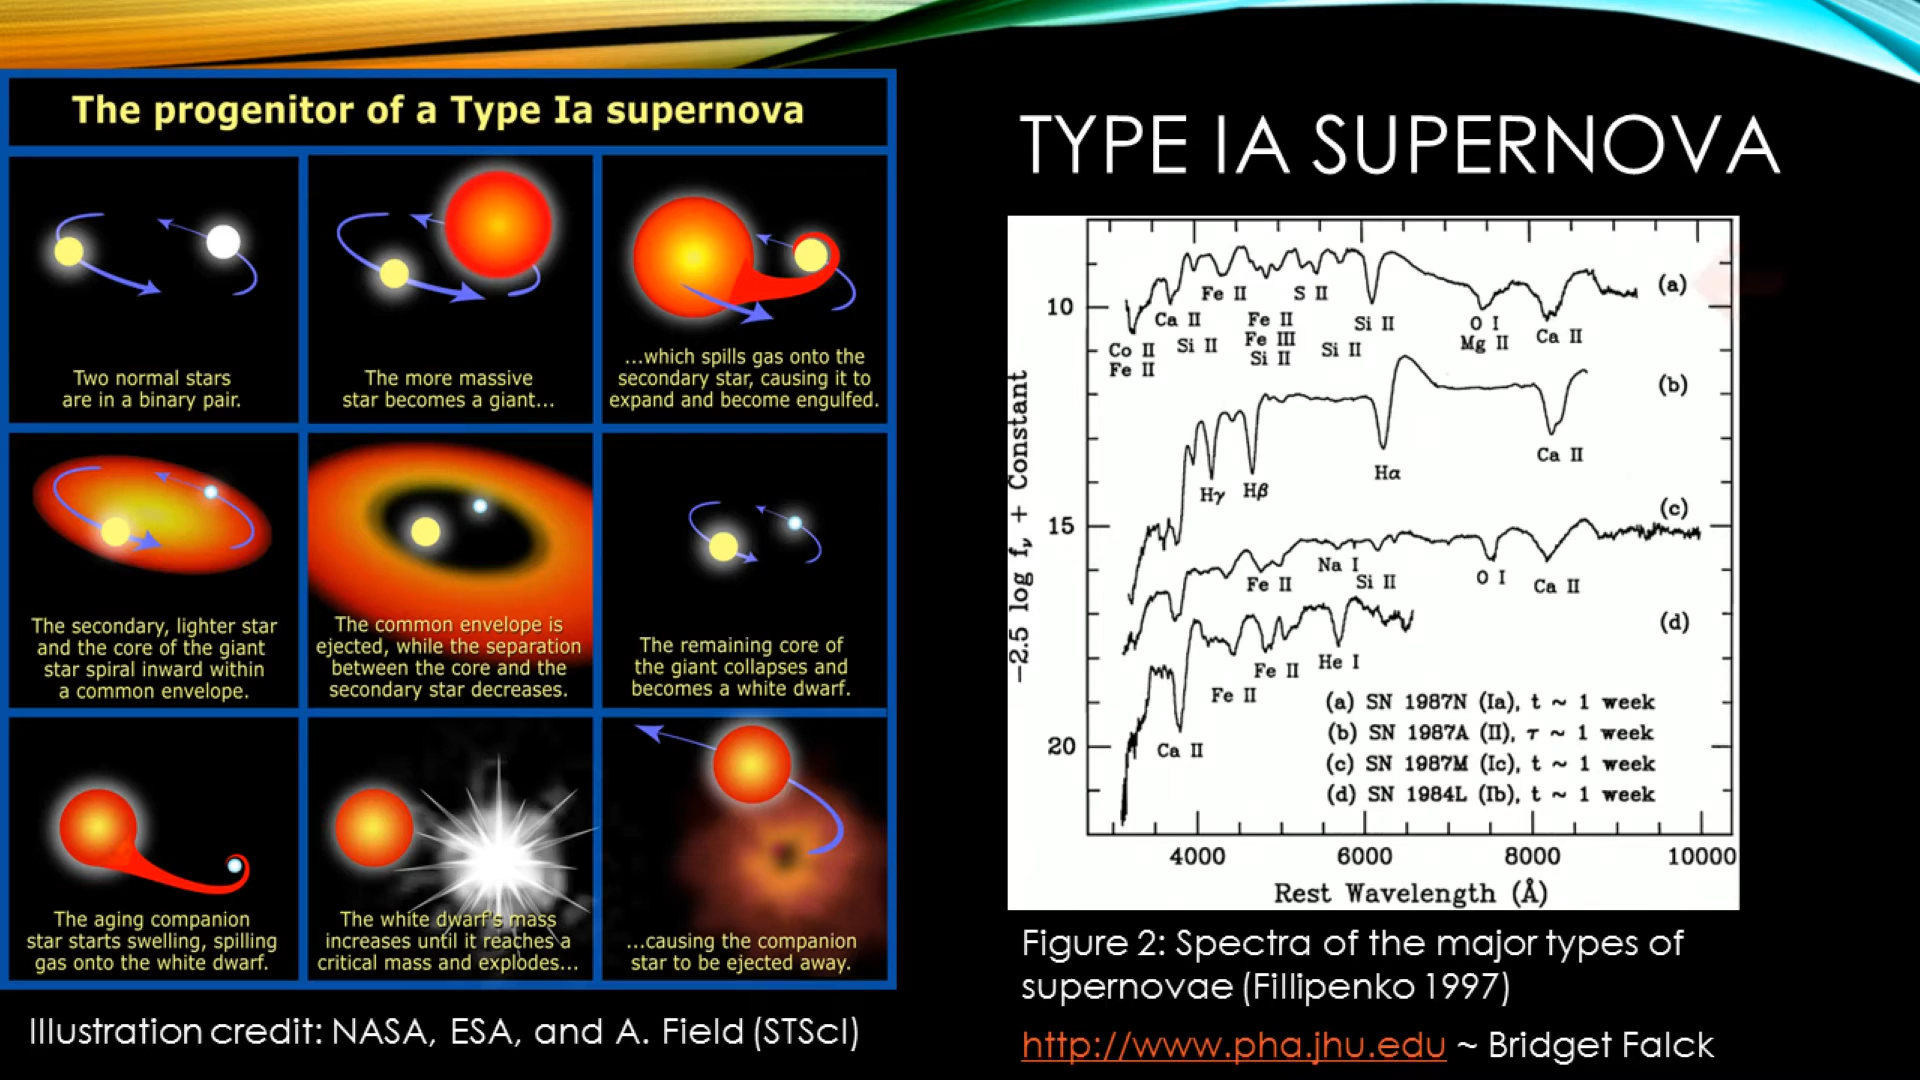 The progenitor of a Type Ia supernova
Two normal stars
are in a binary pair.
The more massive
star becomes a giant...
...which spills gas onto the
secondary star, causing it to
expand and become engulfed.
The secondary, lighter star
and the core of the giant
star spiral inward within
a common envelope.
The common envelope is
ejected, while the separation
between the core and the
secondary star decreases.
The remaining core of
the giant collapses and
becomes a white dwarf.
The aging companion
star starts swelling, spilling
gas onto the white dwarf.
The white dwarf's mass
increases until it reaches a
critical mass and explodes...
...causing the companion
star to be ejected away.
Illustration credit: NASA, ESA, and A. Field (STScI)
TYPE IA SUPERNOVA
−2.5 log fν + Constant
10
15
20
(a)
Co II
Fe II
Ca II
Si II
Fe II
Fe II
Fe III
Si II
S II
Si II
Si II
O I
Mg II
Ca II
(b)
Hγ
Hβ
Hα
Ca II
(c)
Fe II
Na I
Si II
O I
Ca II
(d)
Ca II
Fe II
Fe II
He I
(a) SN 1987N (Ia), t ~ 1 week
(b) SN 1987A (II), τ ~ 1 week
(c) SN 1987M (Ic), t ~ 1 week
(d) SN 1984L (Ib), t ~ 1 week
4000 6000 8000 10000
Rest Wavelength (Å)
Figure 2: Spectra of the major types of
supernovae (Fillipenko 1997)
http://www.pha.jhu.edu ~ Bridget Falck